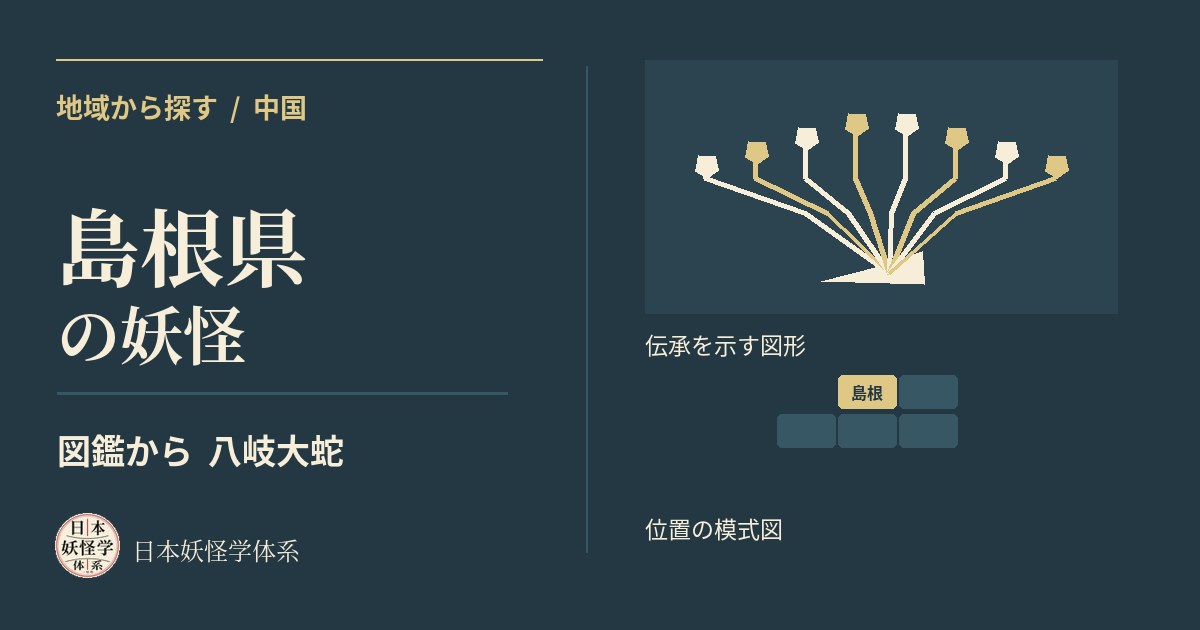 地域から探す / 中国
島根県
の妖怪
図鑑から 八岐大蛇
日本
妖怪学
体系
日本妖怪学体系
伝承を示す図形
島根
位置の模式図